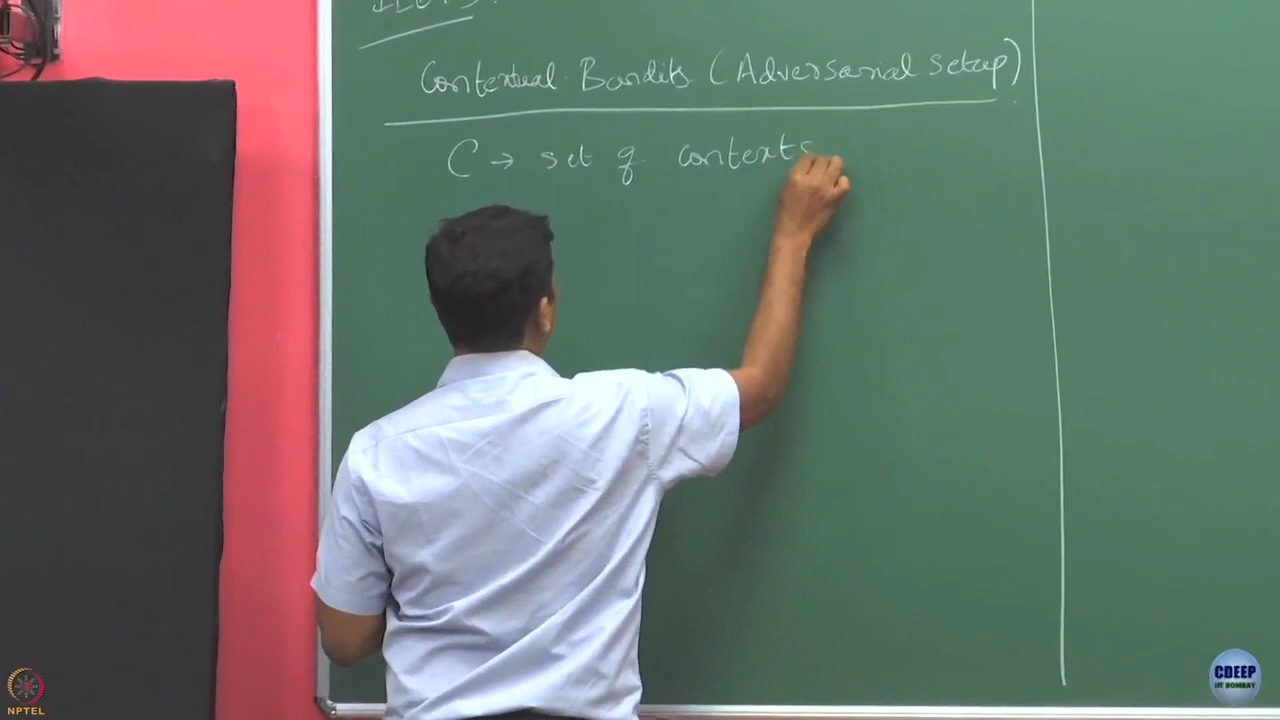 Contextual Bandits (Adversarial setup)
C → set of contexts
NPTEL
CDEEP
IIT BOMBAY